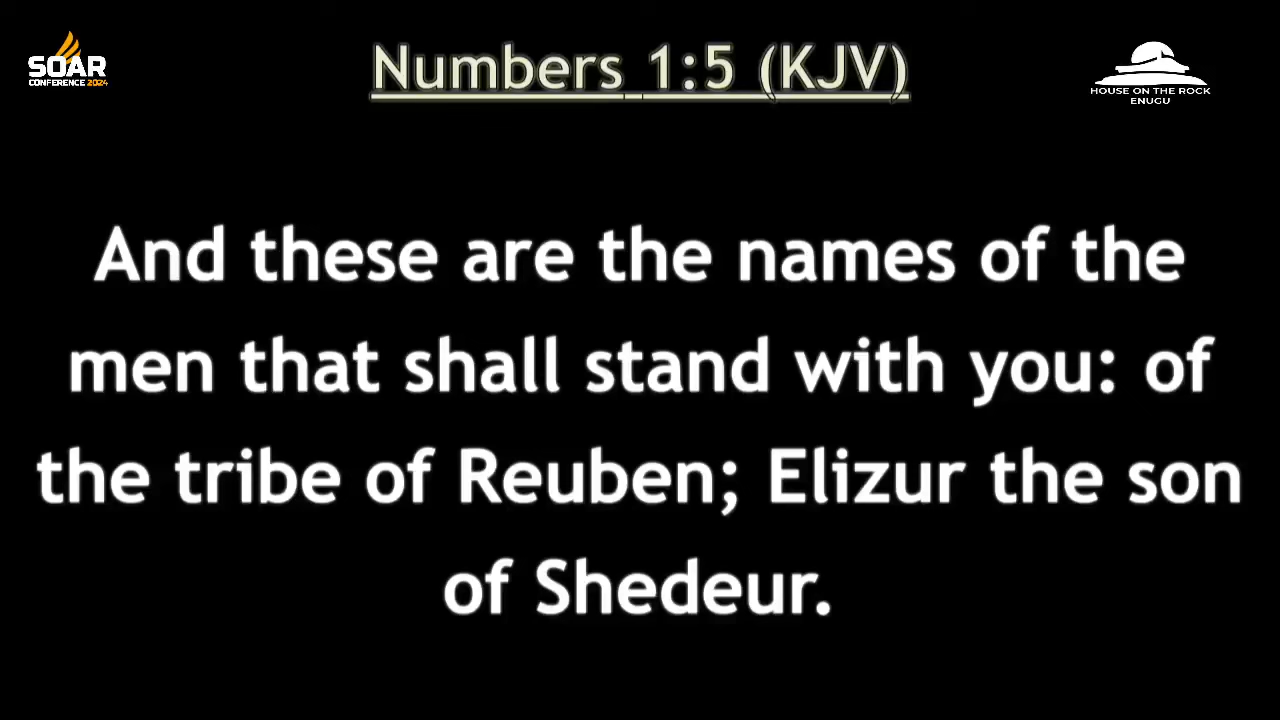 SOAR
CONFERENCE 2024
Numbers 1:5 (KJV)
HOUSE ON THE ROCK
ENUGU
And these are the names of the
men that shall stand with you: of
the tribe of Reuben; Elizur the son
of Shedeur.